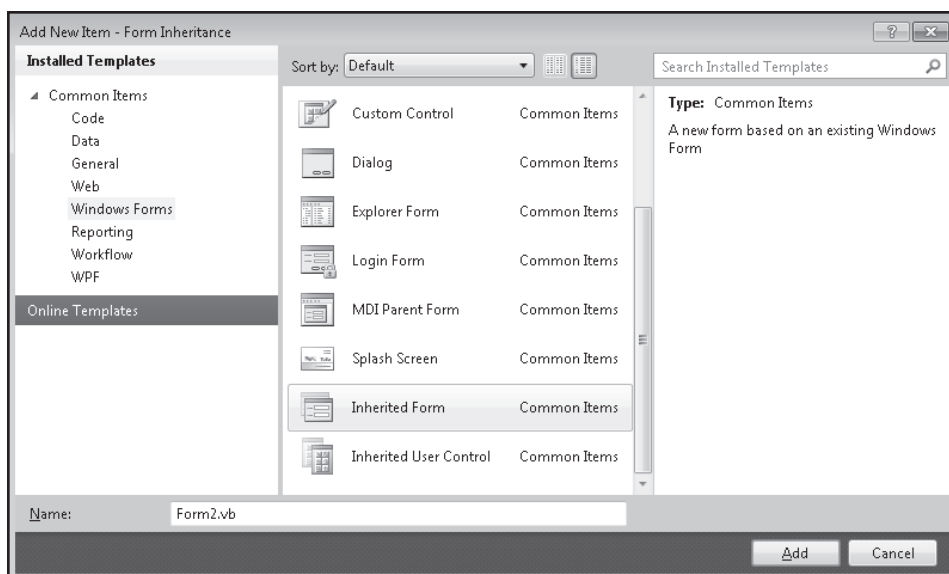 Add New Item - Form Inheritance
Installed Templates
Common Items
Code
Data
General
Web
Windows Forms
Reporting
Workflow
WPF
Online Templates
Sort by: Default
Custom Control Common Items
Dialog Common Items
Explorer Form Common Items
Login Form Common Items
MDI Parent Form Common Items
Splash Screen Common Items
Inherited Form Common Items
Inherited User Control Common Items
Search Installed Templates
Type: Common Items
A new form based on an existing Windows
Form
Name: Form2.vb
Add Cancel